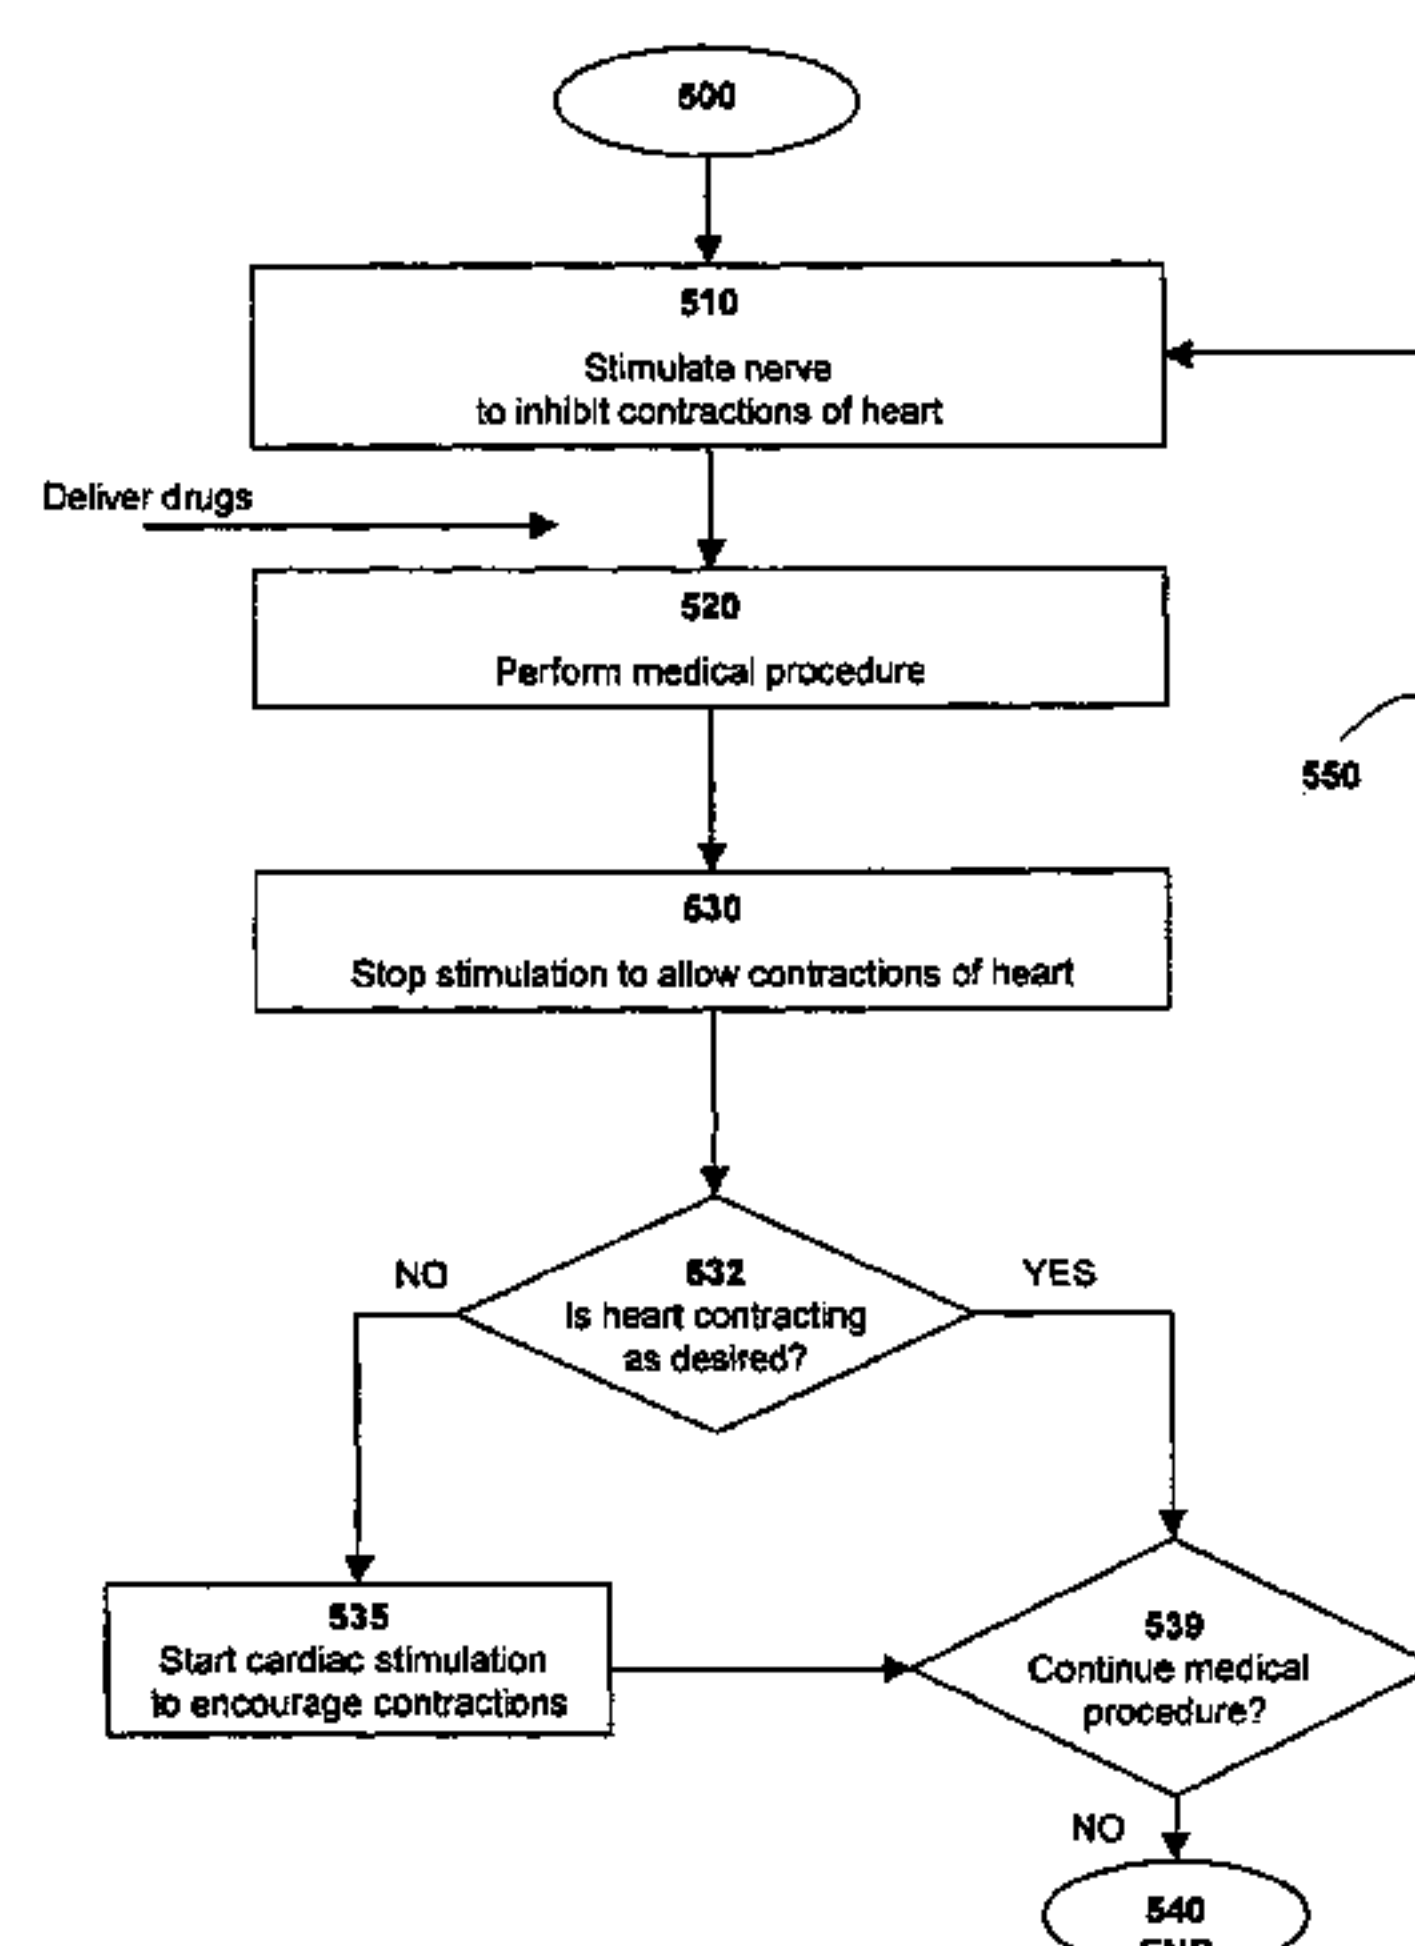 500
510
Stimulate nerve
to inhibit contractions of heart
Deliver drugs
520
Perform medical procedure
550
530
Stop stimulation to allow contractions of heart
NO
532
YES
Is heart contracting
as desired?
535
Start cardiac stimulation
to encourage contractions
539
Continue medical
procedure?
NO
540